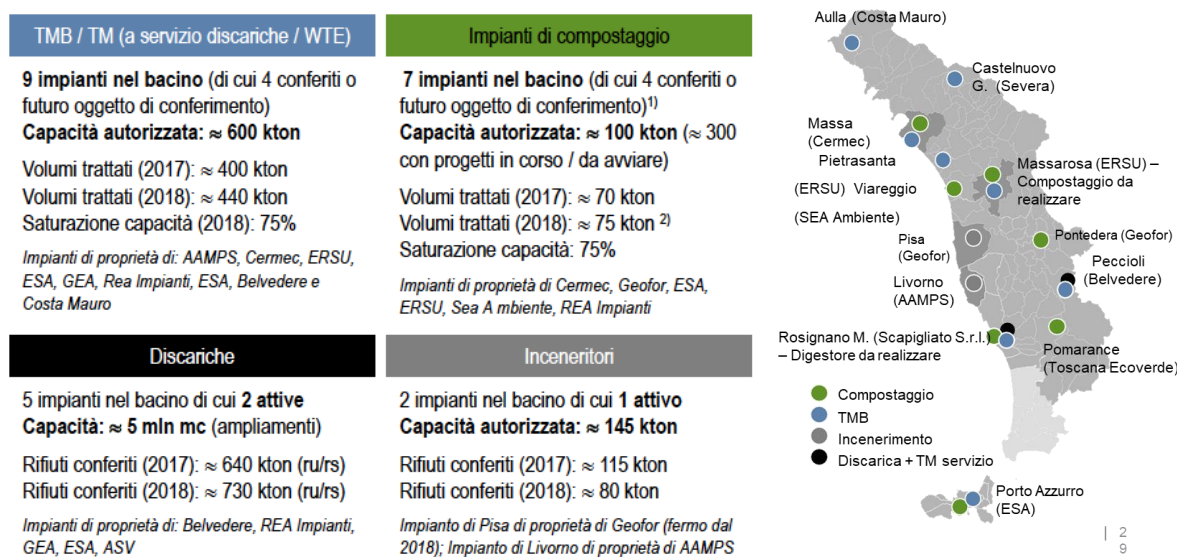 TMB / TM (a servizio discariche / WTE)
9 impianti nel bacino (di cui 4 conferiti o
futuro oggetto di conferimento)
Capacità autorizzata: ≈ 600 kton
Volumi trattati (2017): ≈ 400 kton
Volumi trattati (2018): ≈ 440 kton
Saturazione capacità (2018): 75%
Impianti di proprietà di: AAMPS, Cermec, ERSU,
ESA, GEA, Rea Impianti, ESA, Belvedere e
Costa Mauro
Impianti di compostaggio
7 impianti nel bacino (di cui 4 conferiti o
futuro oggetto di conferimento)1)
Capacità autorizzata: ≈ 100 kton (≈ 300
con progetti in corso / da avviare)
Volumi trattati (2017): ≈ 70 kton
Volumi trattati (2018): ≈ 75 kton 2)
Saturazione capacità: 75%
Impianti di proprietà di Cermec, Geofor, ESA,
ERSU, Sea A mbiente, REA Impianti
Discariche
5 impianti nel bacino di cui 2 attive
Capacità: ≈ 5 mln mc (ampliamenti)
Rifiuti conferiti (2017): ≈ 640 kton (ru/rs)
Rifiuti conferiti (2018): ≈ 730 kton (ru/rs)
Impianti di proprietà di: Belvedere, REA Impianti,
GEA, ESA, ASV
Inceneritori
2 impianti nel bacino di cui 1 attivo
Capacità autorizzata: ≈ 145 kton
Rifiuti conferiti (2017): ≈ 115 kton
Rifiuti conferiti (2018): ≈ 80 kton
Impianto di Pisa di proprietà di Geofor (fermo dal
2018); Impianto di Livorno di proprietà di AAMPS
Aulla (Costa Mauro)
Castelnuovo
G. (Severa)
Massa
(Cermec)
Pietrasanta
(ERSU) Viareggio
(SEA Ambiente)
Massarosa (ERSU) –
Compostaggio da
realizzare
Pisa
(Geofor)
Pontedera (Geofor)
Peccioli
(Belvedere)
Livorno
(AAMPS)
Rosignano M. (Scapigliato S.r.l.)
– Digestore da realizzare
Pomarance
(Toscana Ecoverde)
Compostaggio
TMB
Incenerimento
Discarica + TM servizio
Porto Azzurro
(ESA)
| 2
9